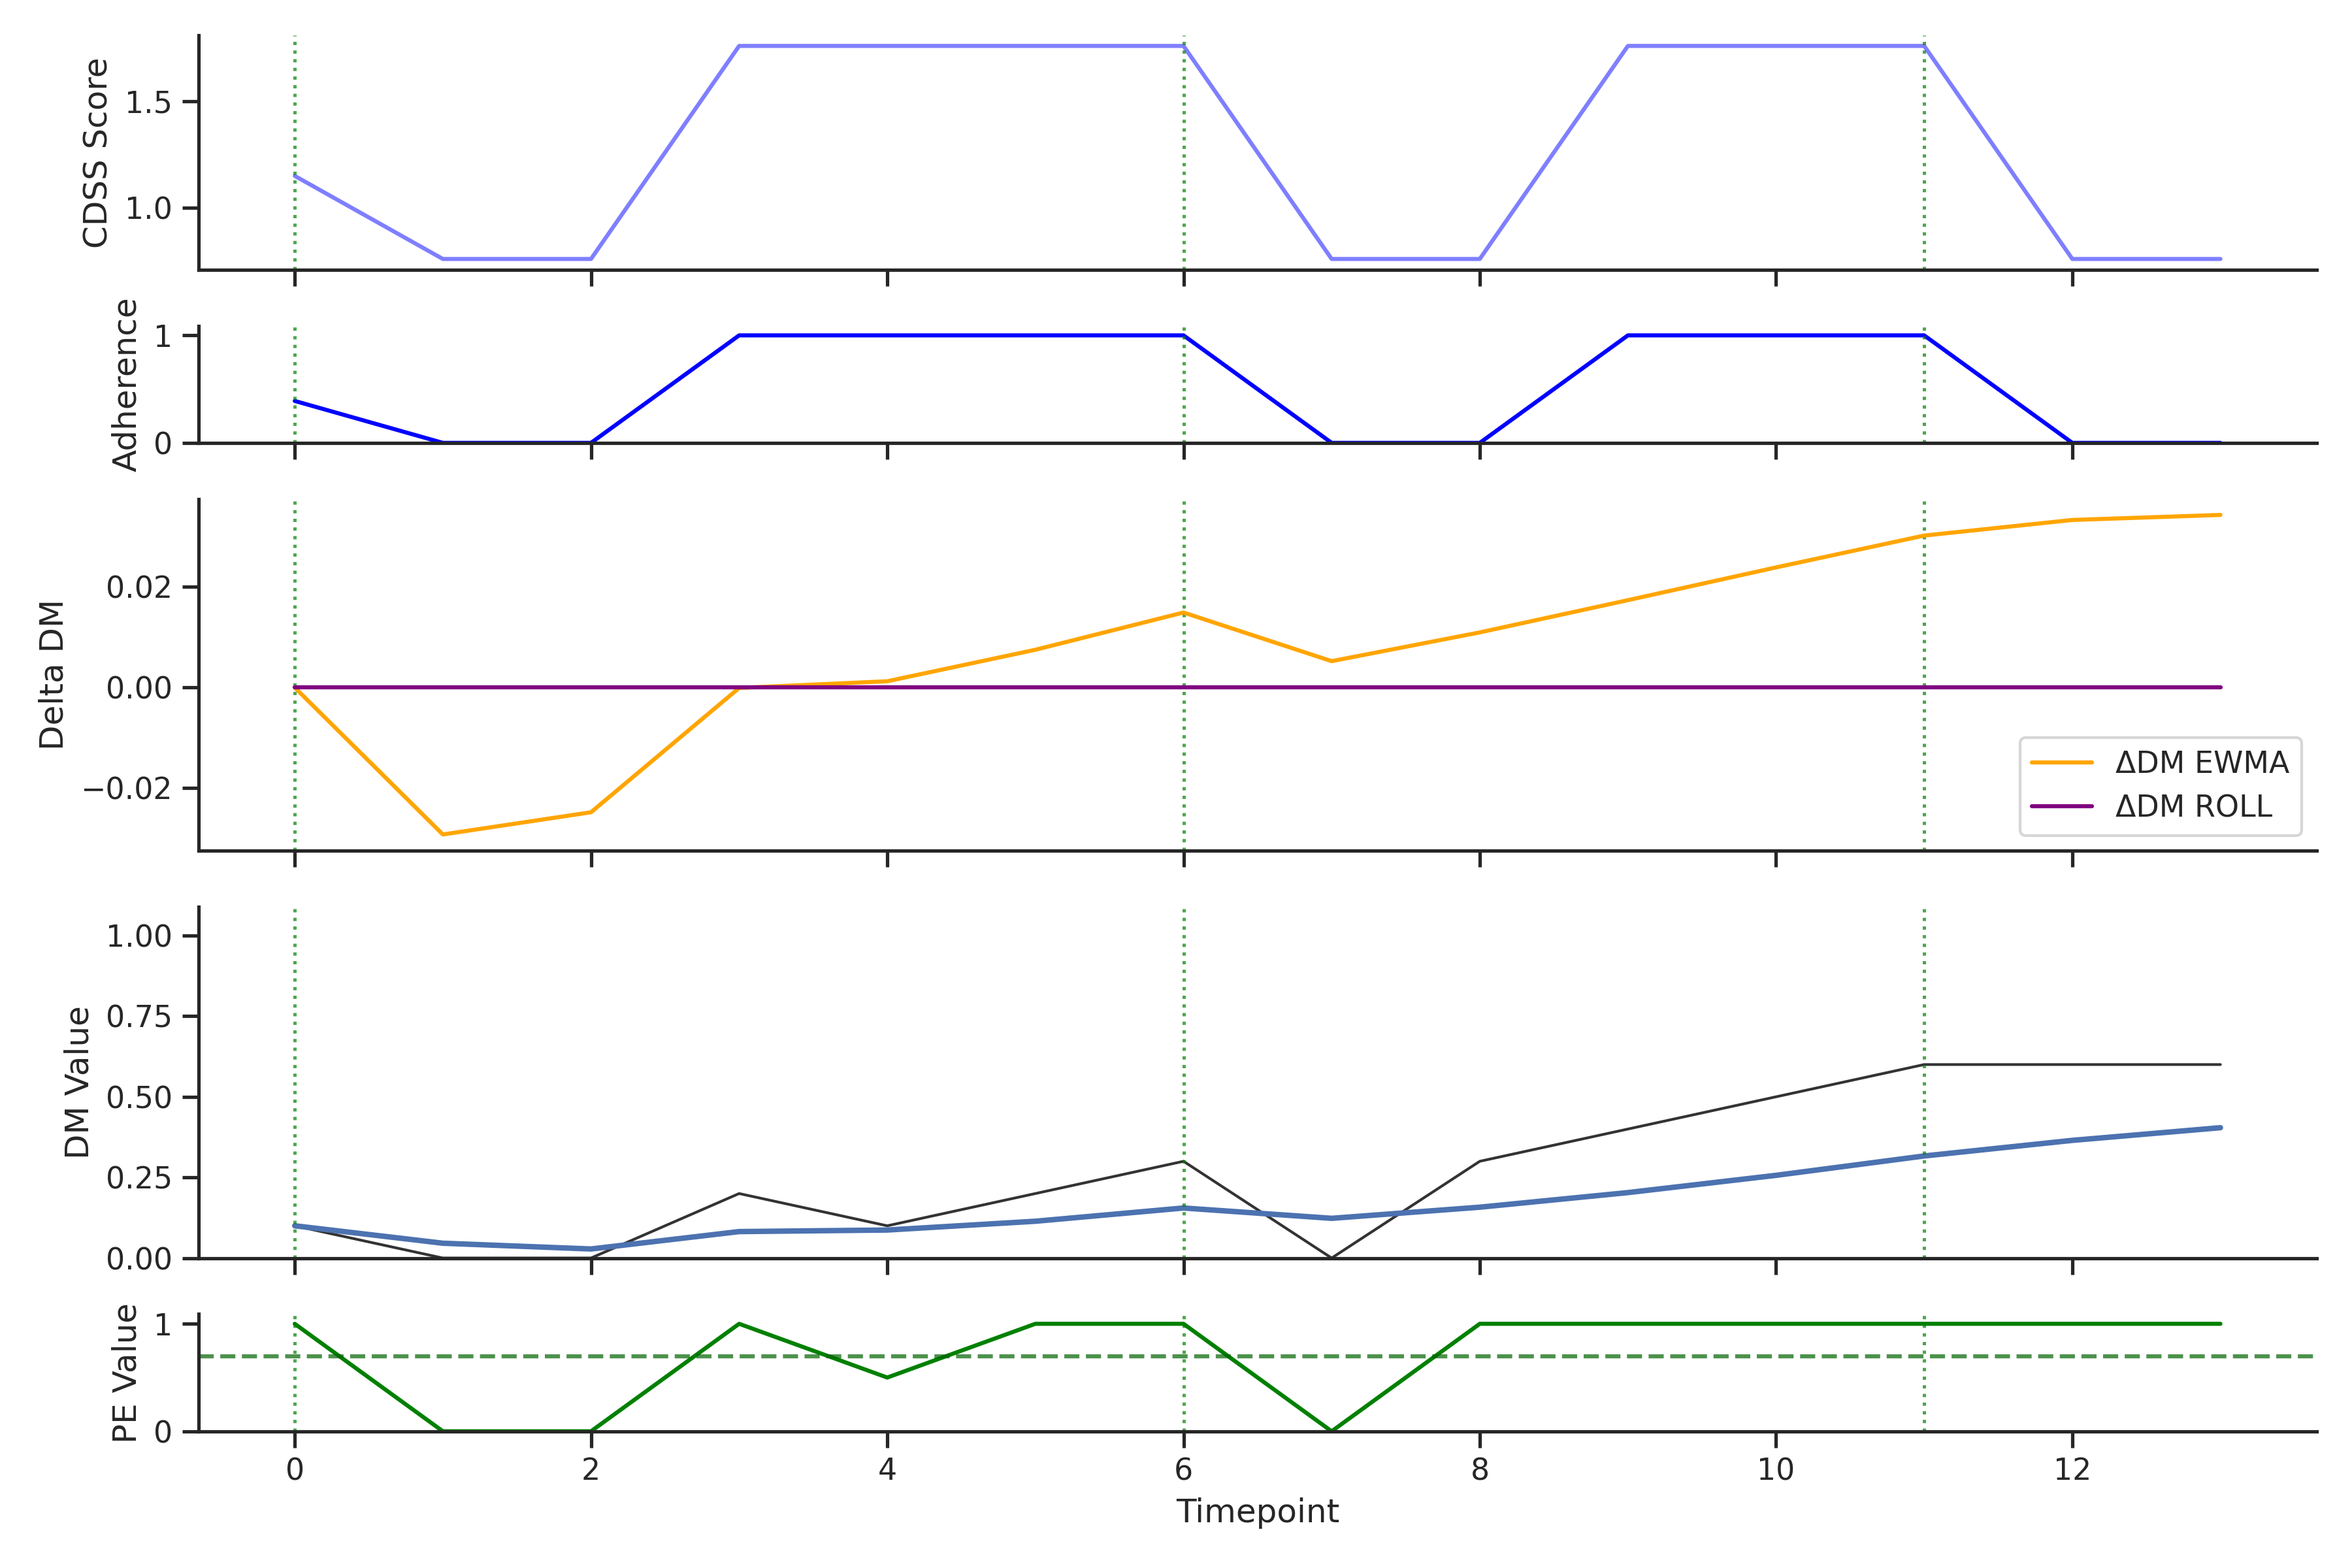 CDSS Score
1.5
1.0
Adherence
1
0
Delta DM
0.02
0.00
−0.02
ΔDM EWMA
ΔDM ROLL
DM Value
1.00
0.75
0.50
0.25
0.00
PE Value
1
0
0 2 4 6 8 10 12
Timepoint